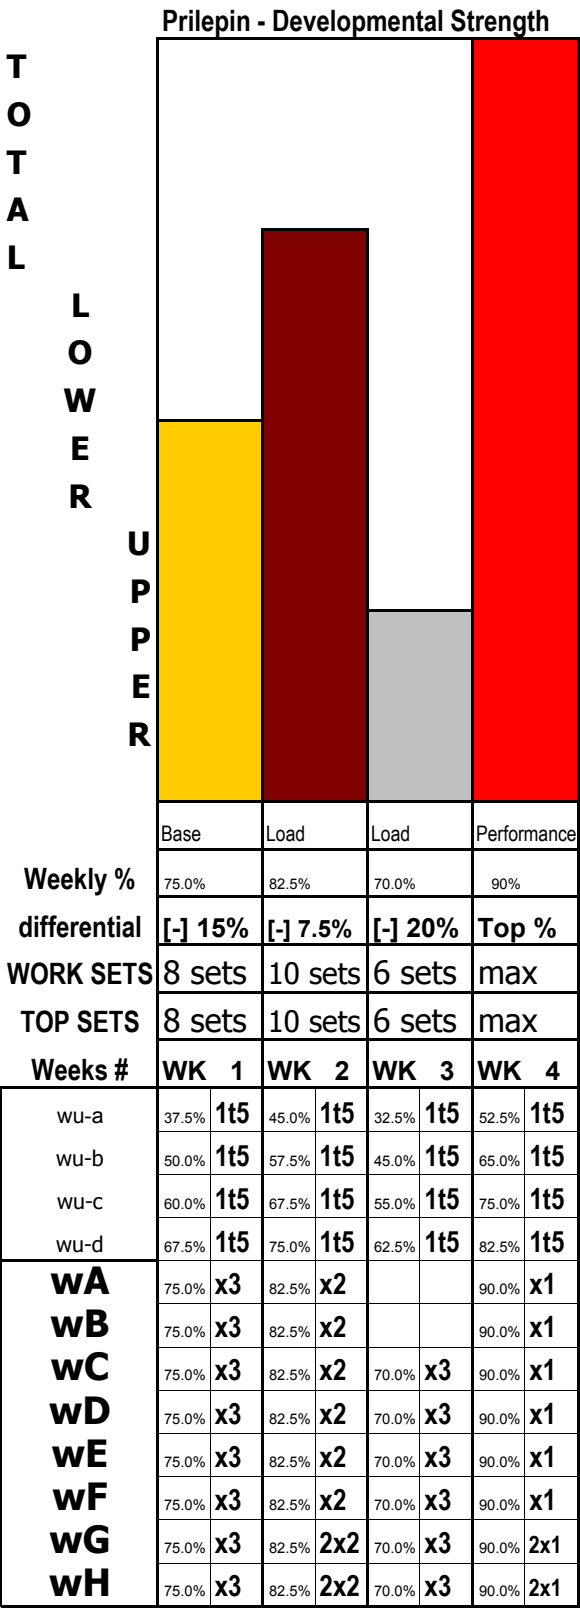 Prilepin - Developmental Strength
T
O
T
A
L
L
O
W
E
R
U
P
P
E
R
Base Load Load Performance
Weekly % 75.0% 82.5% 70.0% 90%
differential [-] 15% [-] 7.5% [-] 20% Top %
WORK SETS 8 sets 10 sets 6 sets max
TOP SETS 8 sets 10 sets 6 sets max
Weeks # WK 1 WK 2 WK 3 WK 4
wu-a 37.5% 1t5 45.0% 1t5 32.5% 1t5 52.5% 1t5
wu-b 50.0% 1t5 57.5% 1t5 45.0% 1t5 65.0% 1t5
wu-c 60.0% 1t5 67.5% 1t5 55.0% 1t5 75.0% 1t5
wu-d 67.5% 1t5 75.0% 1t5 62.5% 1t5 82.5% 1t5
wA 75.0% x3 82.5% x2 90.0% x1
wB 75.0% x3 82.5% x2 90.0% x1
wC 75.0% x3 82.5% x2 70.0% x3 90.0% x1
wD 75.0% x3 82.5% x2 70.0% x3 90.0% x1
wE 75.0% x3 82.5% x2 70.0% x3 90.0% x1
wF 75.0% x3 82.5% x2 70.0% x3 90.0% x1
wG 75.0% x3 82.5% 2x2 70.0% x3 90.0% 2x1
wH 75.0% x3 82.5% 2x2 70.0% x3 90.0% 2x1